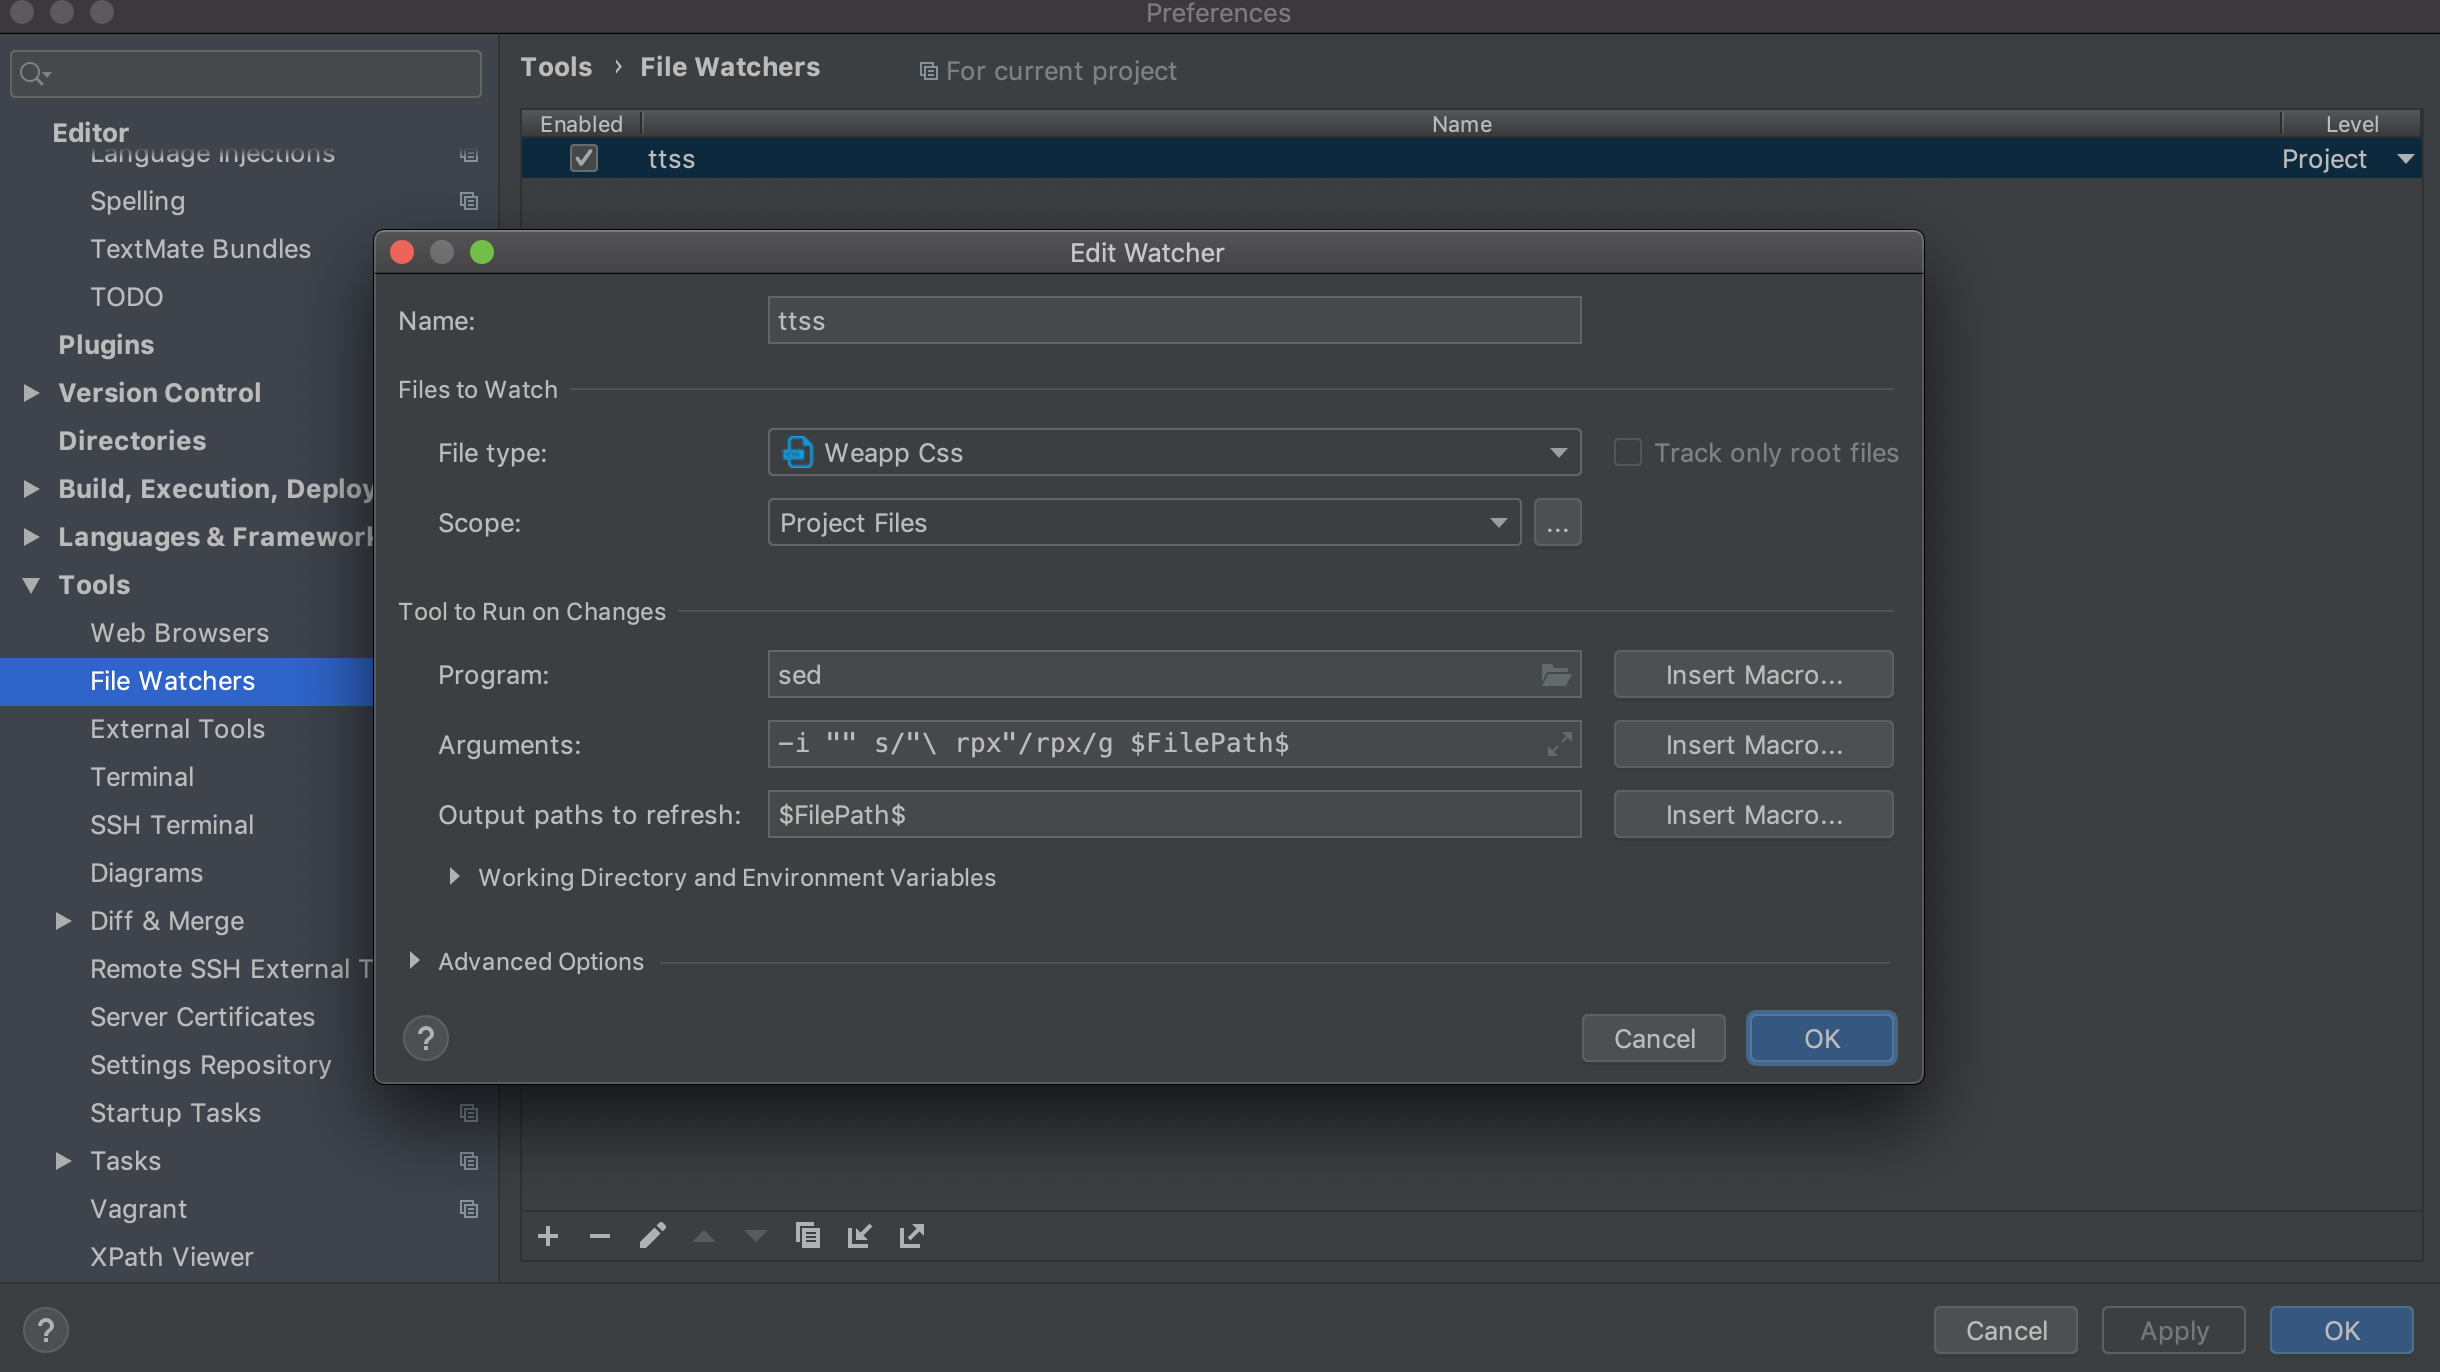 Preferences
Editor
Language Injections
Spelling
TextMate Bundles
TODO
Plugins
Version Control
Directories
Build, Execution, Deploy
Languages & Framework
Tools
Web Browsers
File Watchers
External Tools
Terminal
SSH Terminal
Diagrams
Diff & Merge
Remote SSH External T
Server Certificates
Settings Repository
Startup Tasks
Tasks
Vagrant
XPath Viewer
Tools › File Watchers For current project
Enabled Name Level
ttss Project
Edit Watcher
Name: ttss
Files to Watch
File type: Weapp Css Track only root files
Scope: Project Files ...
Tool to Run on Changes
Program: sed Insert Macro...
Arguments: -i "" s/"\ rpx"/rpx/g $FilePath$ Insert Macro...
Output paths to refresh: $FilePath$ Insert Macro...
Working Directory and Environment Variables
Advanced Options
? Cancel OK
? Cancel Apply OK